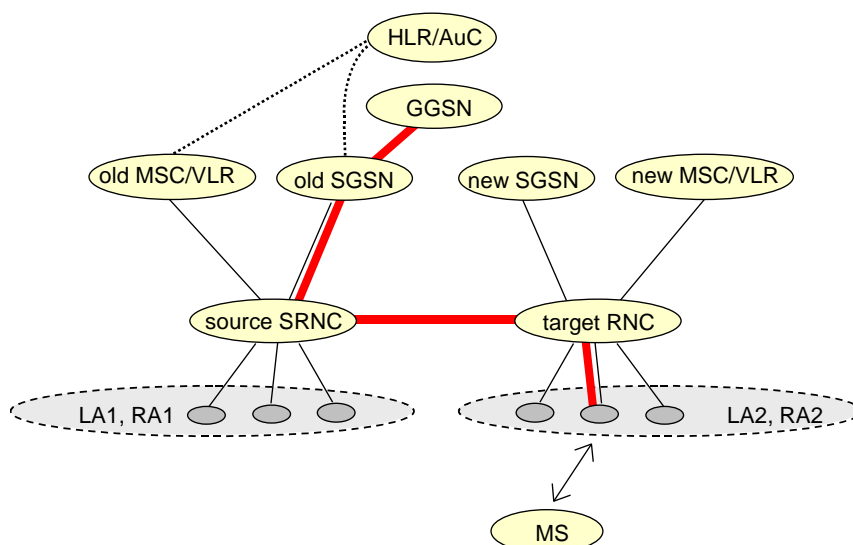 HLR/AuC
GGSN
old MSC/VLR
old SGSN
new SGSN
new MSC/VLR
source SRNC
target RNC
LA1, RA1
LA2, RA2
MS